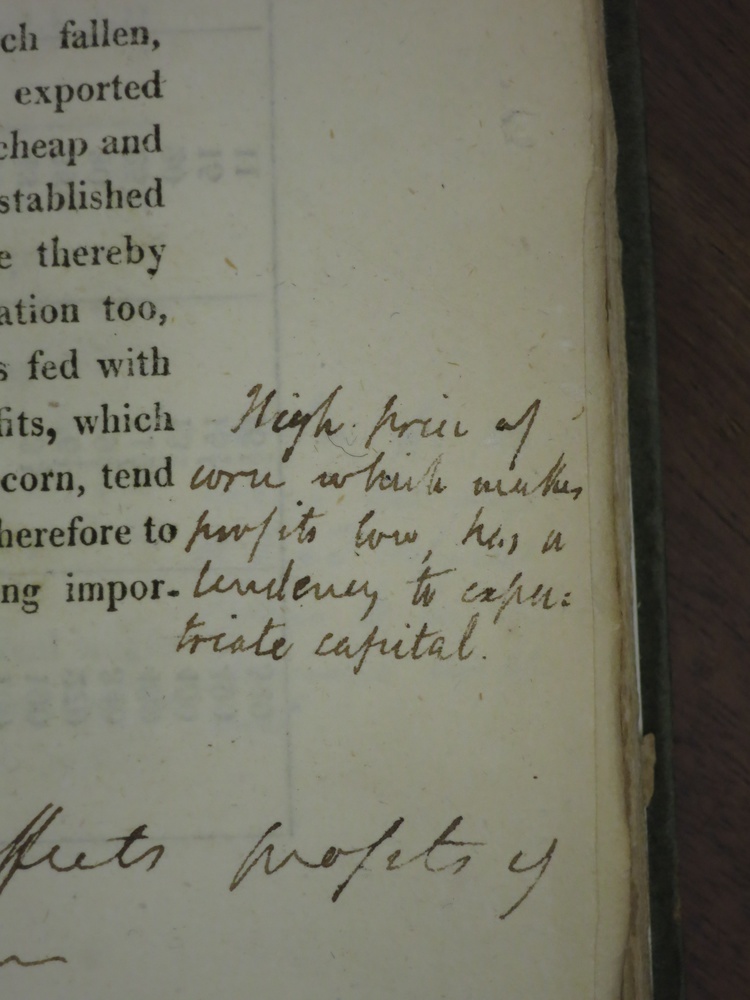 ch fallen,
exported
cheap and
stablished
e thereby
ation too,
s fed with
fits, which
corn, tend
herefore to
ng impor-
High price of
corn which makes
profits low, has a
tendency to expa:
triate capital.
ffects profits of